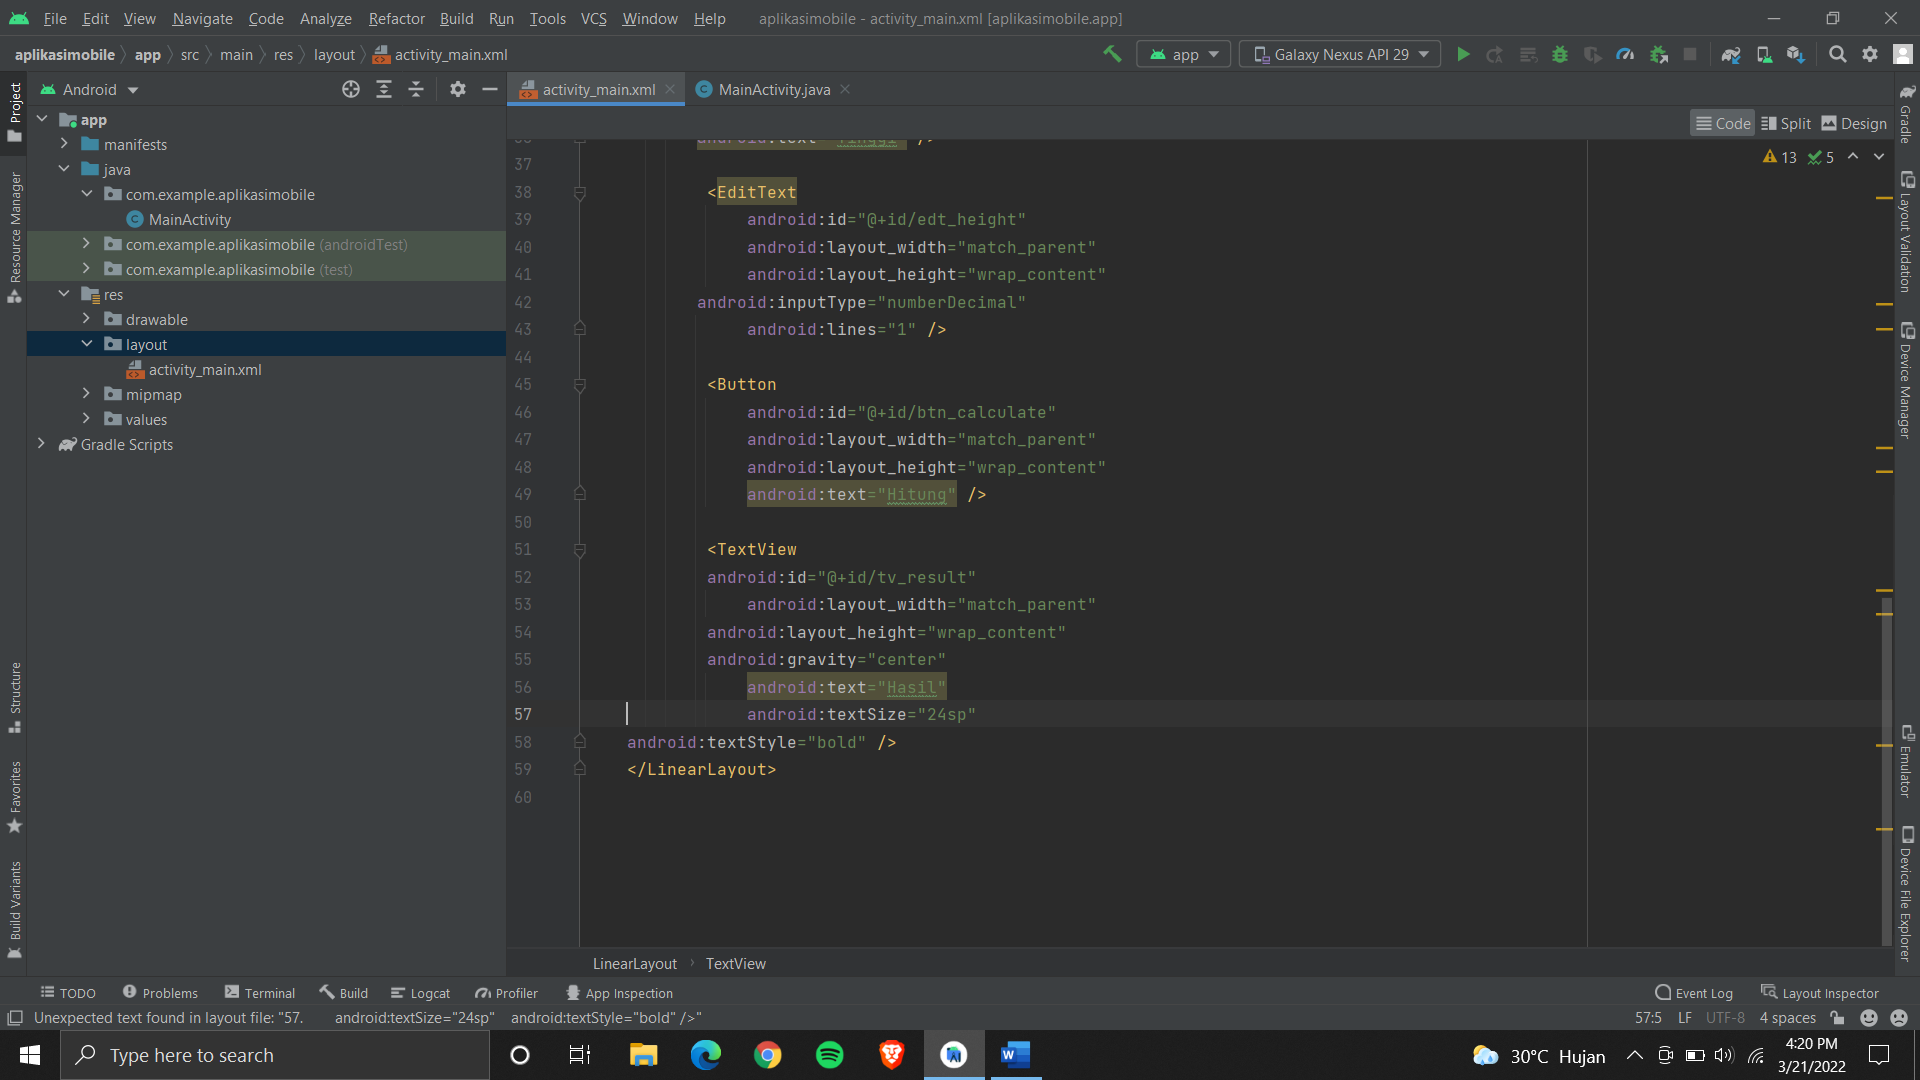 File Edit View Navigate Code Analyze Refactor Build Run Tools VCS Window Help aplikasimobile - activity_main.xml [aplikasimobile.app]
aplikasimobile app src main res layout activity_main.xml app Galaxy Nexus API 29
Android
activity_main.xml MainActivity.java
Code Split Design
13 5
Project
Resource Manager
Structure
Favorites
Build Variants
app
manifests
java
com.example.aplikasimobile
MainActivity
com.example.aplikasimobile (androidTest)
com.example.aplikasimobile (test)
res
drawable
layout
activity_main.xml
mipmap
values
Gradle Scripts
36 android:text="Tinggi" />
37
38 <EditText
39 android:id="@+id/edt_height"
40 android:layout_width="match_parent"
41 android:layout_height="wrap_content"
42 android:inputType="numberDecimal"
43 android:lines="1" />
44
45 <Button
46 android:id="@+id/btn_calculate"
47 android:layout_width="match_parent"
48 android:layout_height="wrap_content"
49 android:text="Hitung" />
50
51 <TextView
52 android:id="@+id/tv_result"
53 android:layout_width="match_parent"
54 android:layout_height="wrap_content"
55 android:gravity="center"
56 android:text="Hasil"
57 android:textSize="24sp"
58 android:textStyle="bold" />
59 </LinearLayout>
60
Gradle
Layout Validation
Device Manager
Emulator
Device File Explorer
LinearLayout TextView
TODO Problems Terminal Build Logcat Profiler App Inspection Event Log Layout Inspector
Unexpected text found in layout file: "57. android:textSize="24sp" android:textStyle="bold" />" 57:5 LF UTF-8 4 spaces
Type here to search
30°C Hujan
4:20 PM
3/21/2022